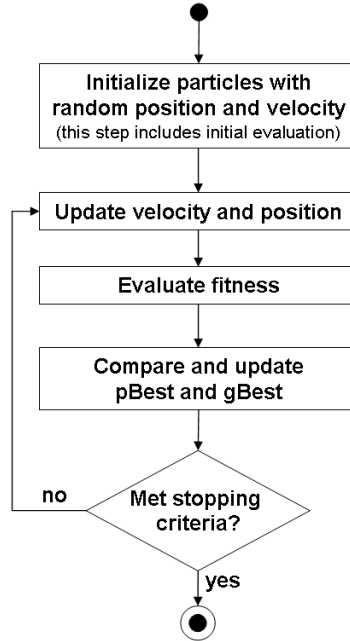 Initialize particles with
random position and velocity
(this step includes initial evaluation)
Update velocity and position
Evaluate fitness
Compare and update
pBest and gBest
Met stopping
criteria?
no
yes